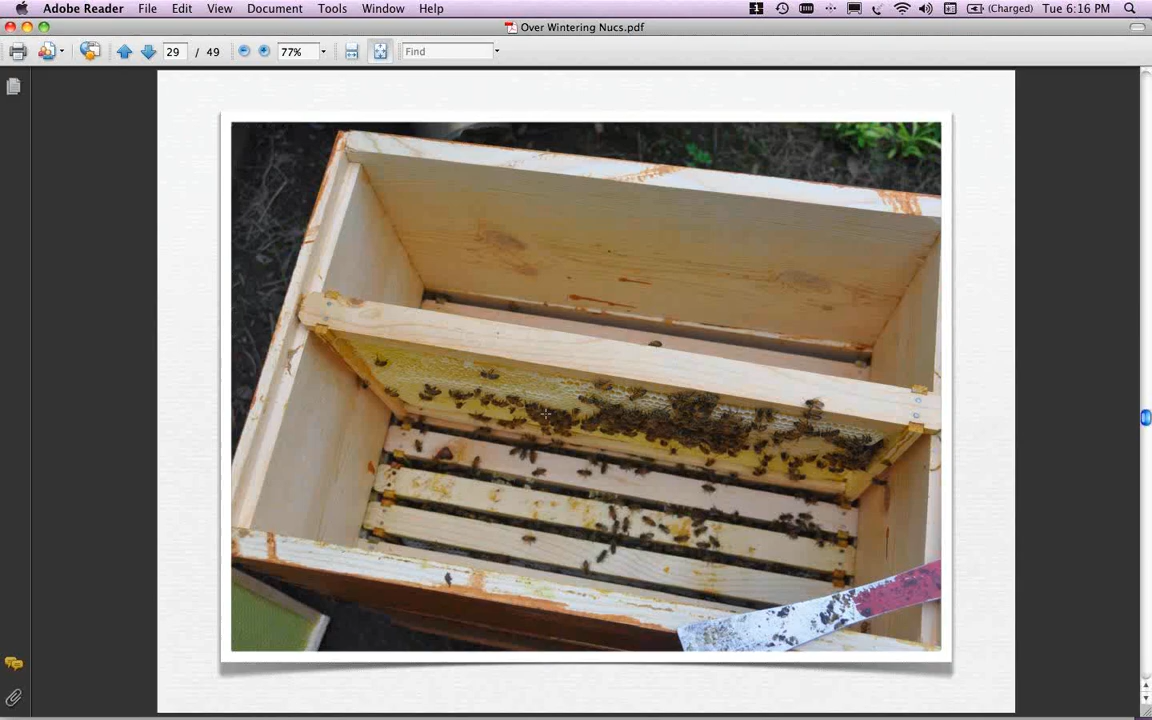 Adobe Reader File Edit View Document Tools Window Help 1 (Charged) Tue 6:16 PM
Over Wintering Nucs.pdf
29 / 49 77% Find